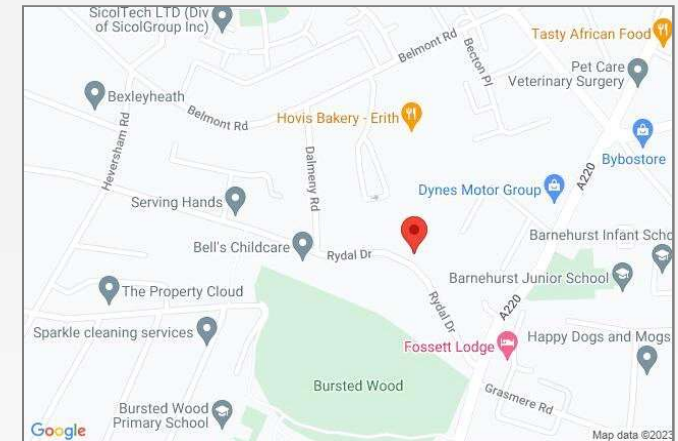 SicolTech LTD (Div
of SicolGroup Inc)
Belmont Rd
Becton Pl
Tasty African Food
Pet Care
Veterinary Surgery
Bexleyheath
Heversham Rd
Belmont Rd
Hovis Bakery - Erith
Bybostore
Dalmeny Rd
A220
Dynes Motor Group
Serving Hands
Bell's Childcare
Rydal Dr
Barnehurst Infant Scho
Barnehurst Junior School
The Property Cloud
Rydal Dr
A220
Sparkle cleaning services
Fossett Lodge
Happy Dogs and Mogs
Bursted Wood
Grasmere Rd
Bursted Wood
Primary School
Google
Map data ©2023